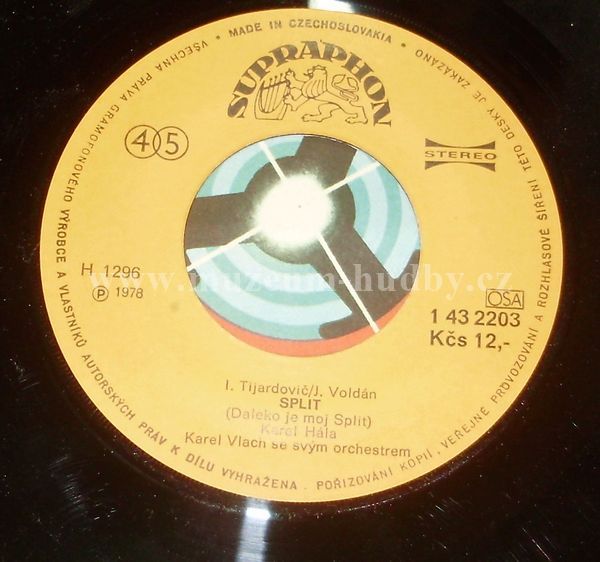 MADE IN CZECHOSLOVAKIA • VŠECHNA PRÁVA GRAMOFONOVÉHO VÝROBCE A VLASTNÍKŮ AUTORSKÝCH PRÁV K DÍLU VYHRAŽENA. POŘIZOVÁNÍ KOPIÍ, VEŘEJNÉ PROVOZOVÁNÍ A ROZHLASOVÉ ŠÍŘENÍ TÉTO DESKY JE ZAKÁZÁNO •
SUPRAPHON
45
STEREO
H 1296
℗ 1978
www.muzeum-hudby.cz
OSA
1 43 2203
Kčs 12,-
I. Tijardovič/J. Voldán
SPLIT
(Daleko je moj Split)
Karel Hála
Karel Vlach se svým orchestrem